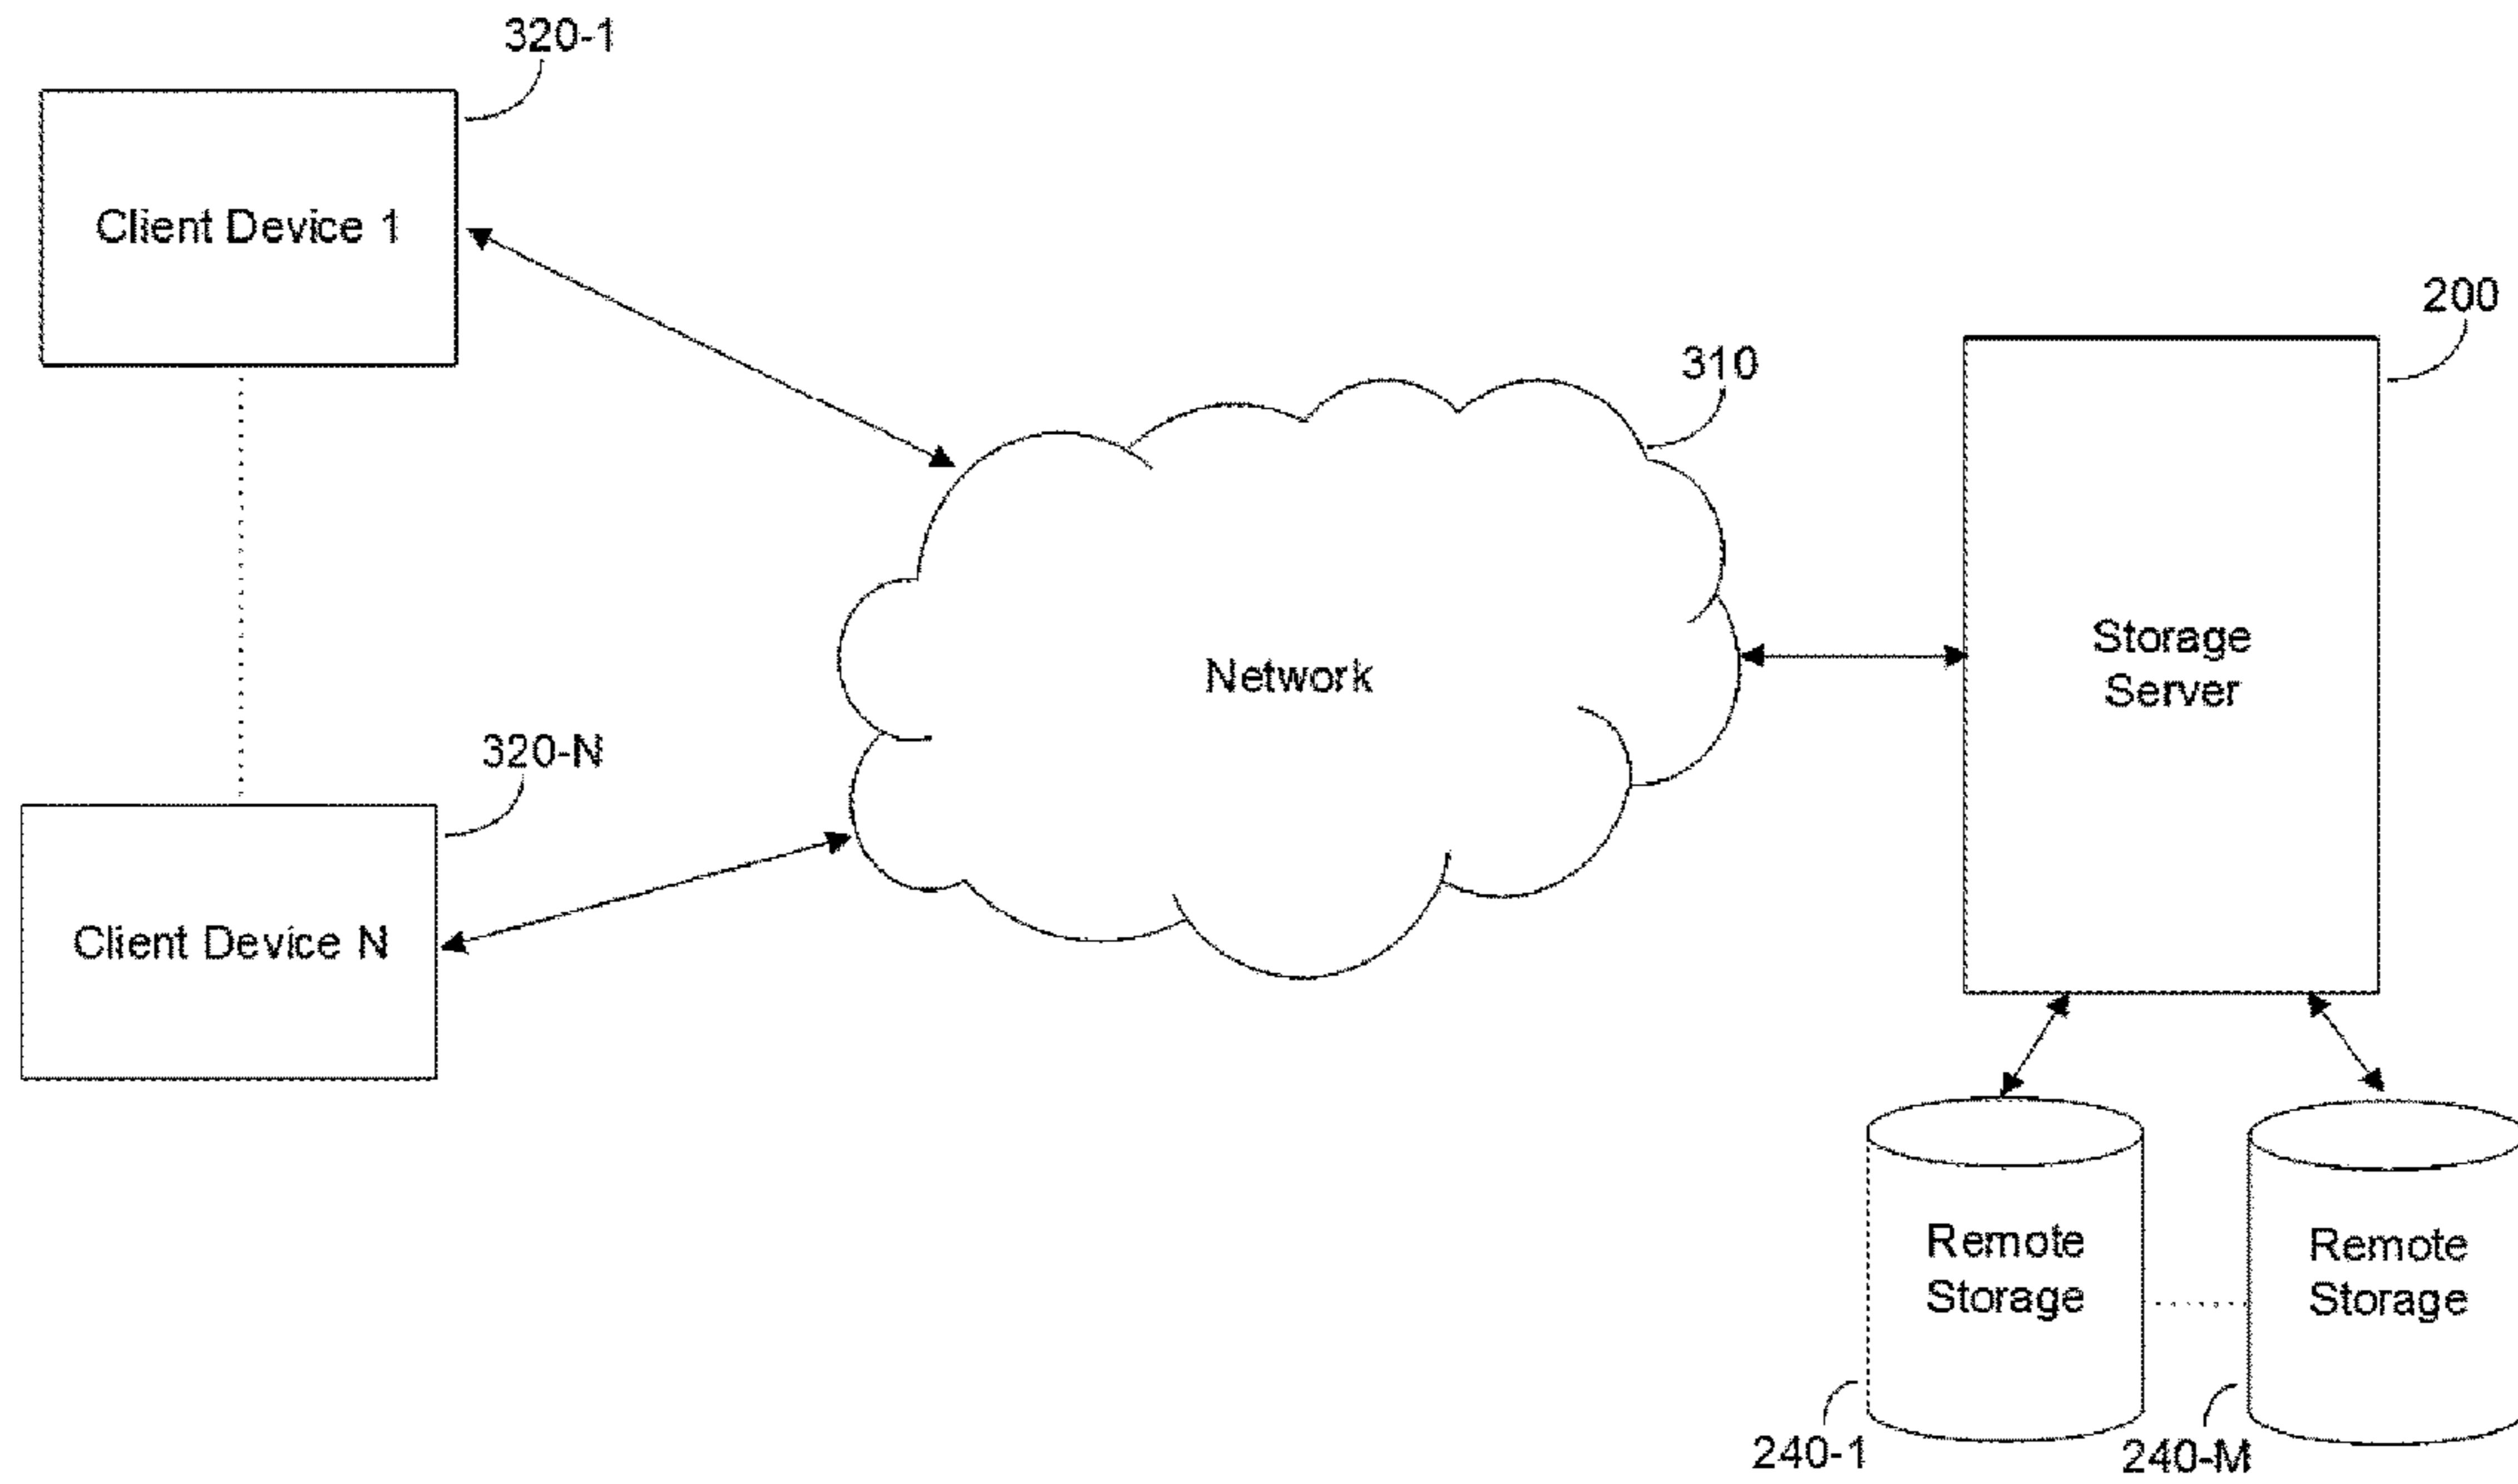 320-1
Client Device 1
200
310
Storage
Server
Network
320-N
Client Device N
Remote
Storage
Remote
Storage
240-1
240-M